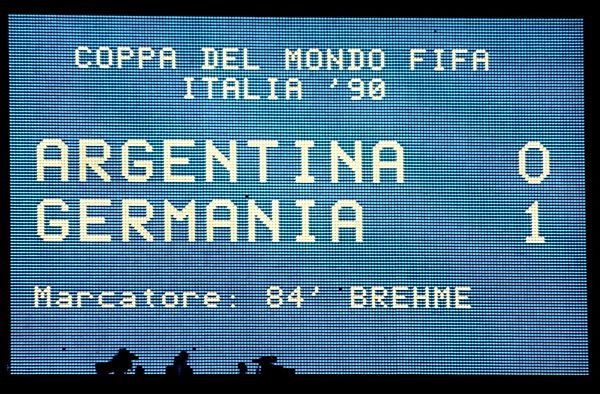 COPPA DEL MONDO FIFA
ITALIA '90
ARGENTINA 0
GERMANIA 1
Marcatore: 84' BREHME